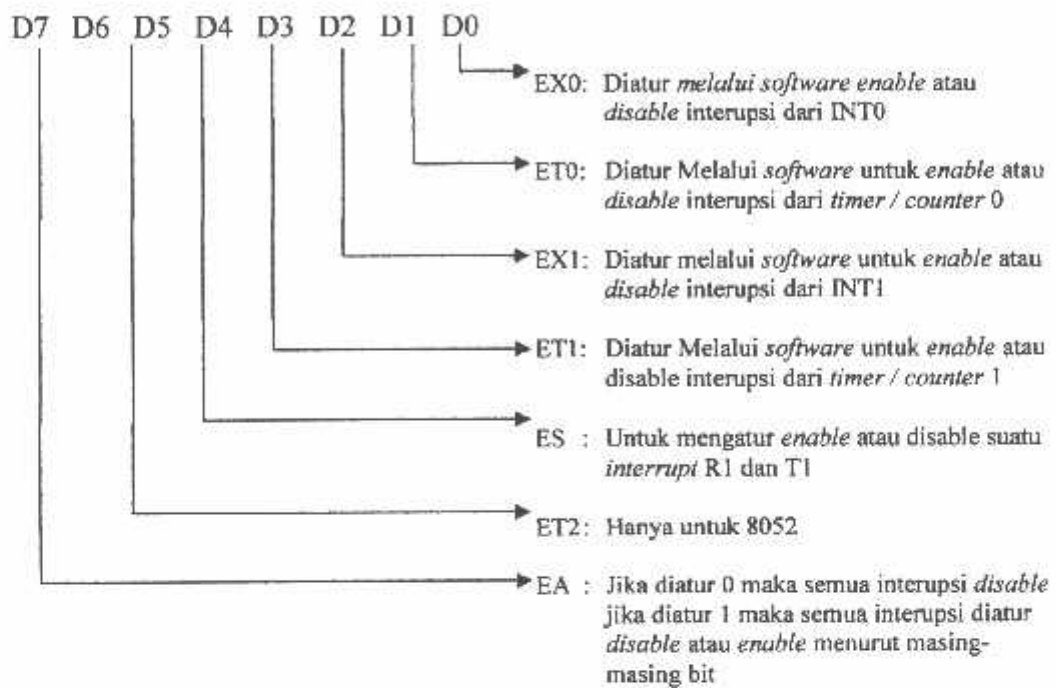 D7 D6 D5 D4 D3 D2 D1 D0
EX0: Diatur melalui software enable atau
disable interupsi dari INT0
ET0: Diatur Melalui software untuk enable atau
disable interupsi dari timer / counter 0
EX1: Diatur melalui software untuk enable atau
disable interupsi dari INT1
ET1: Diatur Melalui software untuk enable atau
disable interupsi dari timer / counter 1
ES : Untuk mengatur enable atau disable suatu
interrupt R1 dan T1
ET2: Hanya untuk 8052
EA : Jika diatur 0 maka semua interupsi disable
jika diatur 1 maka semua interupsi diatur
disable atau enable menurut masing-
masing bit